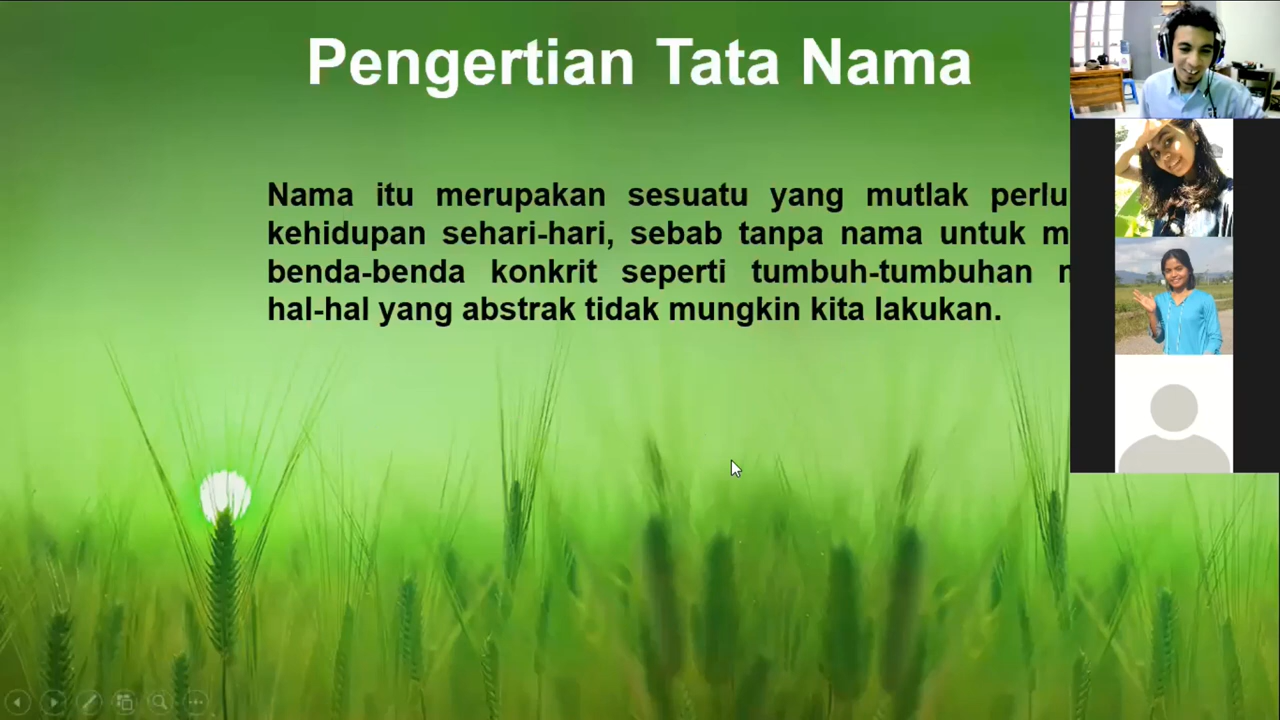 Pengertian Tata Nama
Nama itu merupakan sesuatu yang mutlak perlu
kehidupan sehari-hari, sebab tanpa nama untuk
benda-benda konkrit seperti tumbuh-tumbuhan
hal-hal yang abstrak tidak mungkin kita lakukan.